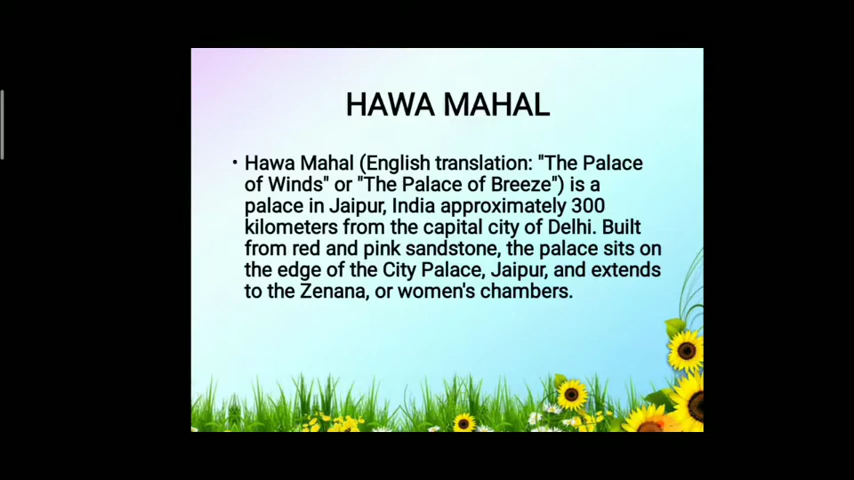 HAWA MAHAL
• Hawa Mahal (English translation: "The Palace
of Winds" or "The Palace of Breeze") is a
palace in Jaipur, India approximately 300
kilometers from the capital city of Delhi. Built
from red and pink sandstone, the palace sits on
the edge of the City Palace, Jaipur, and extends
to the Zenana, or women's chambers.